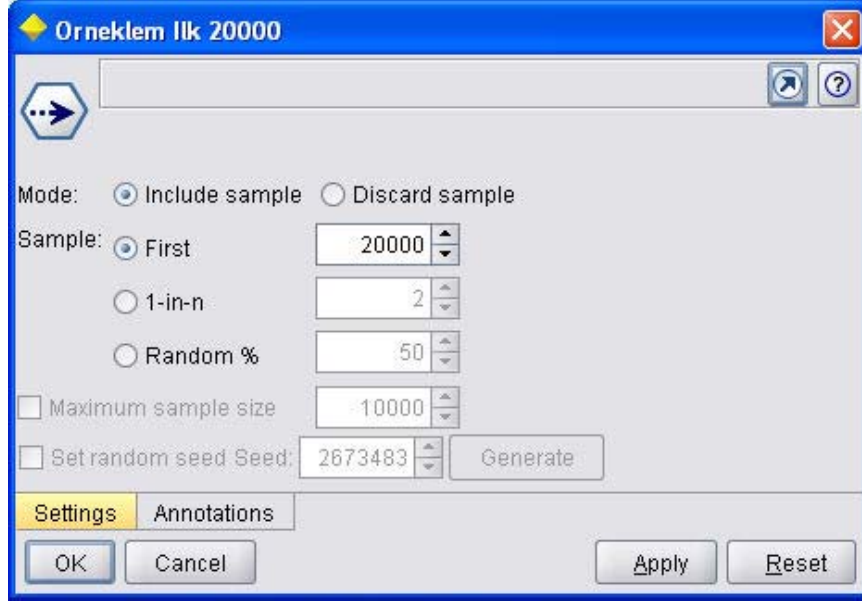 Orneklem Ilk 20000
Mode: Include sample Discard sample
Sample: First 20000
1-in-n 2
Random % 50
Maximum sample size 10000
Set random seed Seed: 2673483 Generate
Settings Annotations
OK Cancel Apply Reset